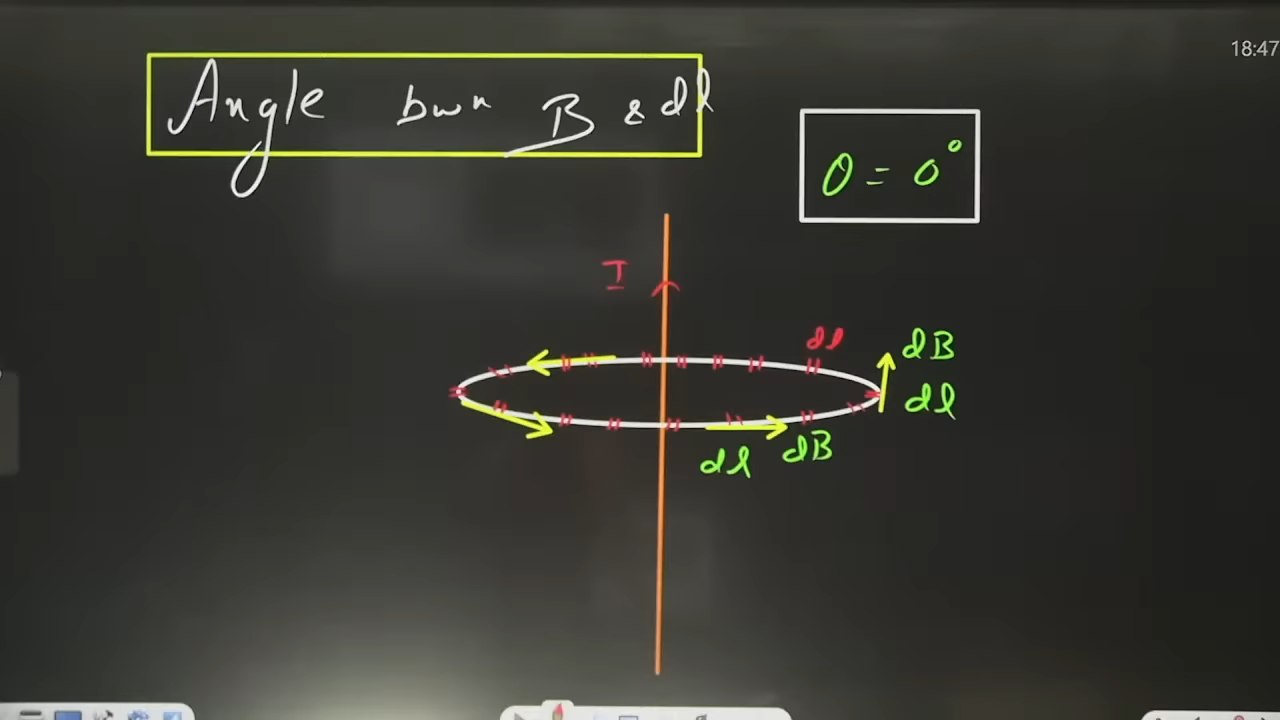 18:47
Angle bwn B & dl
θ = 0°
I
dl
dB
dl
dl dB